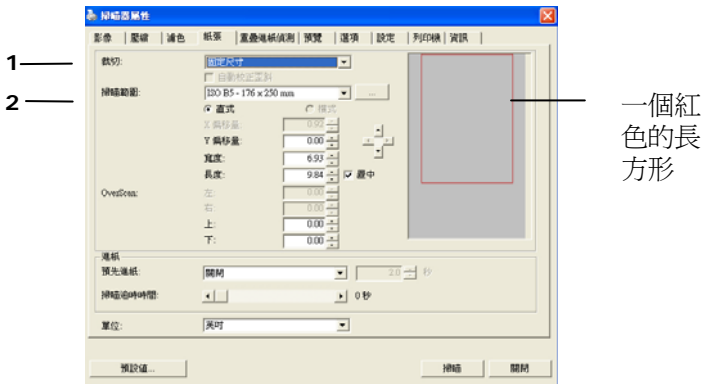 掃瞄器屬性
影像 壓縮 濾色 紙張 重疊進紙偵測 預覽 選項 設定 列印機 資訊
1 裁切: 固定尺寸
自動校正歪斜
2 掃瞄範圍: ISO B5 - 176 x 250 mm ...
直式 橫式
X 偏移量: 0.92
Y 偏移量: 0.00
寬度: 6.93
長度: 9.84 置中
OverScan: 左: 0.00
右: 0.00
上: 0.00
下: 0.00
一個紅
色的長
方形
進紙
預先進紙: 關閉 20 秒
掃瞄逾時時間: 0 秒
單位: 英吋
預設值... 掃瞄 關閉